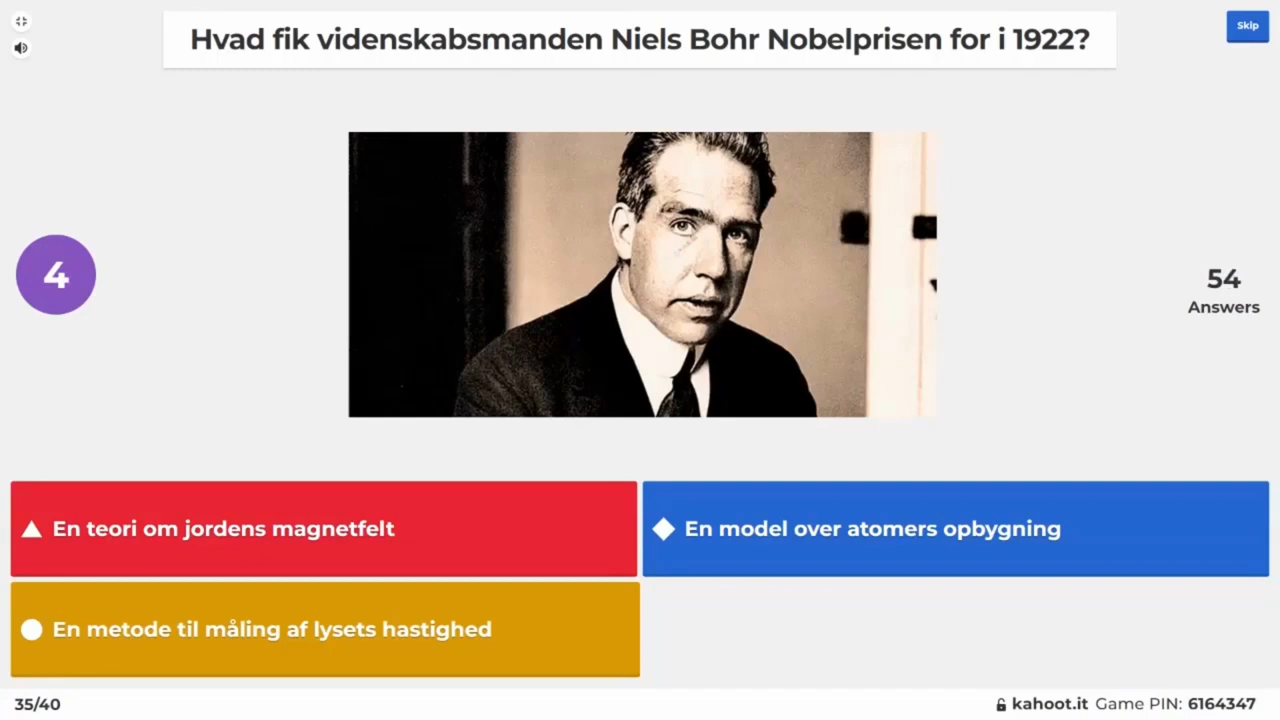 Hvad fik videnskabsmanden Niels Bohr Nobelprisen for i 1922?
Skip
4
54
Answers
En teori om jordens magnetfelt
En model over atomers opbygning
En metode til måling af lysets hastighed
35/40
kahoot.it Game PIN: 6164347